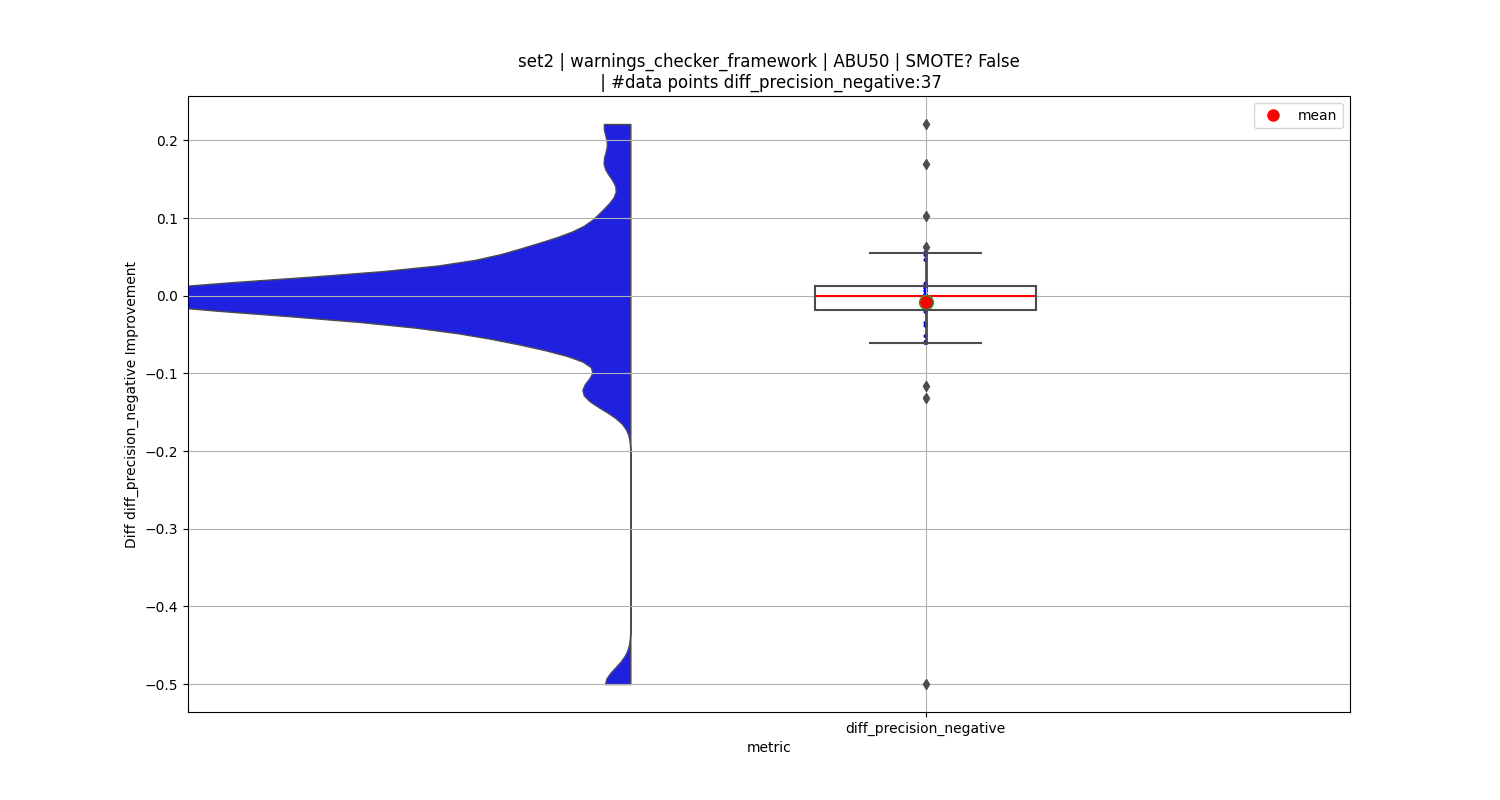 set2 | warnings_checker_framework | ABU50 | SMOTE? False
| #data points diff_precision_negative:37
mean
Diff diff_precision_negative Improvement
0.2
0.1
0.0
−0.1
−0.2
−0.3
−0.4
−0.5
diff_precision_negative
metric